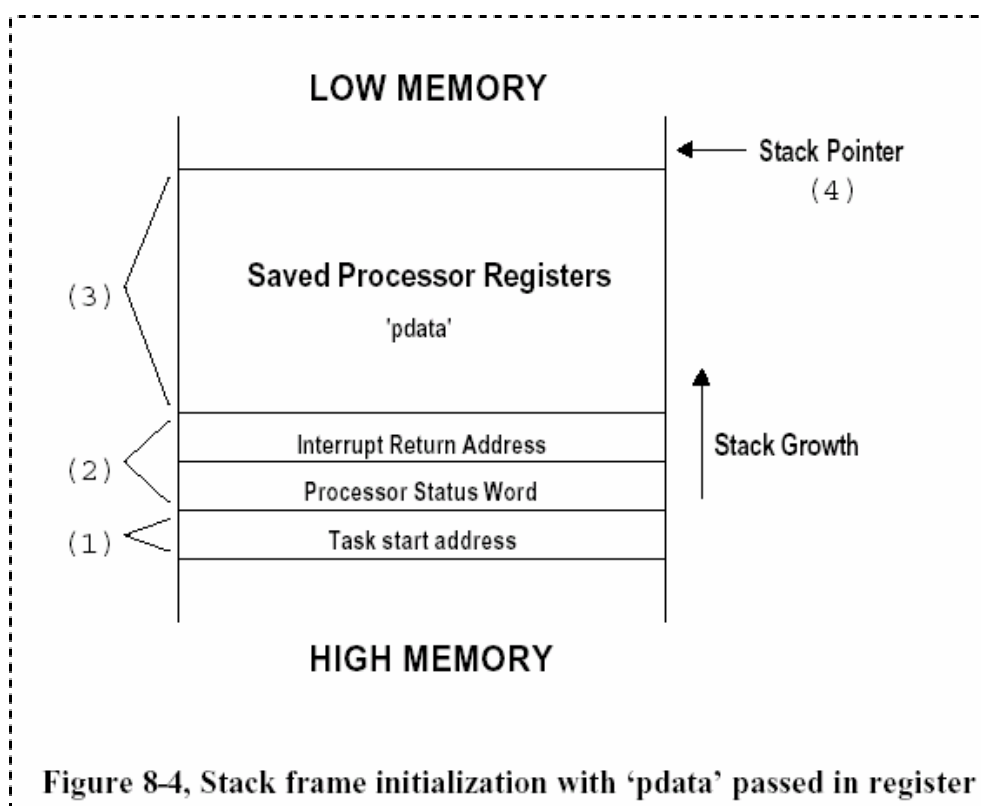 LOW MEMORY
Stack Pointer
(4)
Saved Processor Registers
'pdata'
(3)
Interrupt Return Address
Stack Growth
(2)
Processor Status Word
(1)
Task start address
HIGH MEMORY
Figure 8-4, Stack frame initialization with ‘pdata’ passed in register